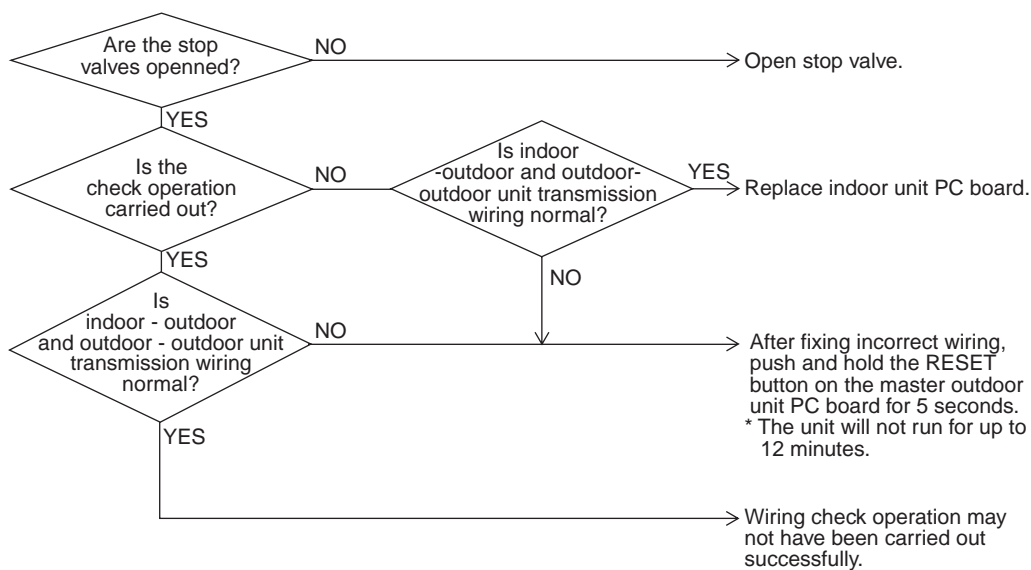 Are the stop
valves openned?
NO
Open stop valve.
YES
Is the
check operation
carried out?
NO
Is indoor
-outdoor and outdoor-
outdoor unit transmission
wiring normal?
YES
Replace indoor unit PC board.
YES
NO
Is
indoor - outdoor
and outdoor - outdoor unit
transmission wiring
normal?
NO
After fixing incorrect wiring,
push and hold the RESET
button on the master outdoor
unit PC board for 5 seconds.
* The unit will not run for up to
12 minutes.
YES
Wiring check operation may
not have been carried out
successfully.